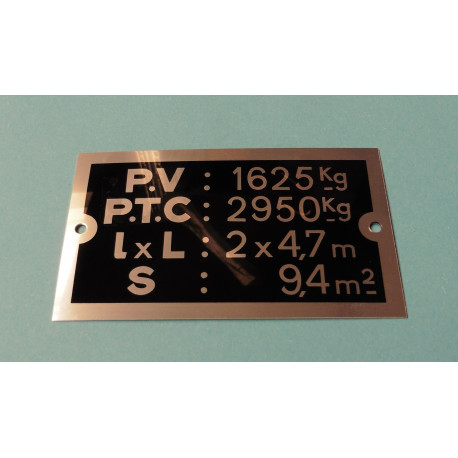 P.V : 1625 Kg
P.T.C : 2950 Kg
l x L : 2 x 4,7 m
S : 9,4 m²